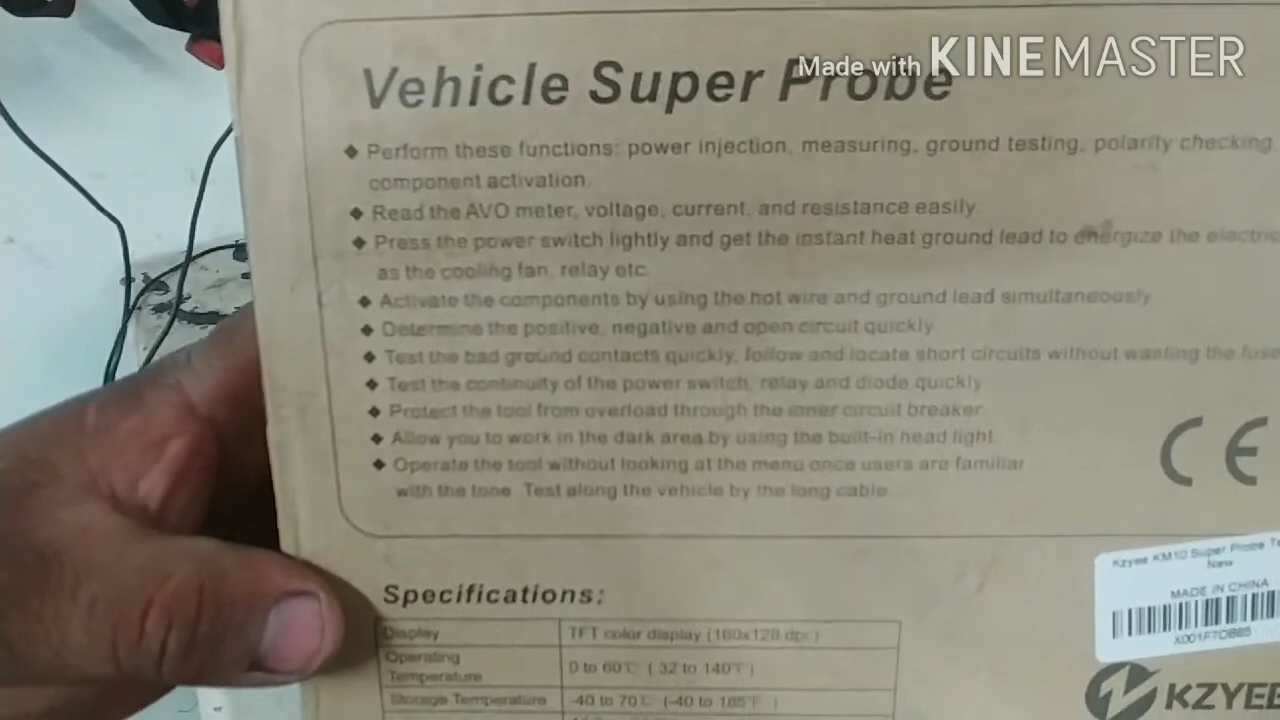 Made with KINEMASTER
Vehicle Super Probe
◆ Perform these functions: power injection, measuring, ground testing, polarity checking,
component activation.
◆ Read the AVO meter, voltage, current, and resistance easily
◆ Press the power switch lightly and get the instant heat ground lead to energize the electric
as the cooling fan, relay etc
◆ Activate the components by using the hot wire and ground lead simultaneously
◆ Determine the positive, negative and open circuit quickly.
◆ Test the bad ground contacts quickly, follow and locate short circuits without wasting the fuse
◆ Test the continuity of the power switch, relay and diode quickly
◆ Protect the tool from overload through the inner circuit breaker
◆ Allow you to work in the dark area by using the built-in head light.
◆ Operate the tool without looking at the menu once users are familiar
with the tone. Test along the vehicle by the long cable.
CE
Kzyee KM10 Super Probe
New
MADE IN CHINA
Specifications:
Display TFT color display (160x128 dpi)
Operating
Temperature 0 to 60℃ ( 32 to 140℉ )
Storage Temperature -40 to 70℃ (-40 to 185℉ )
KZYEE